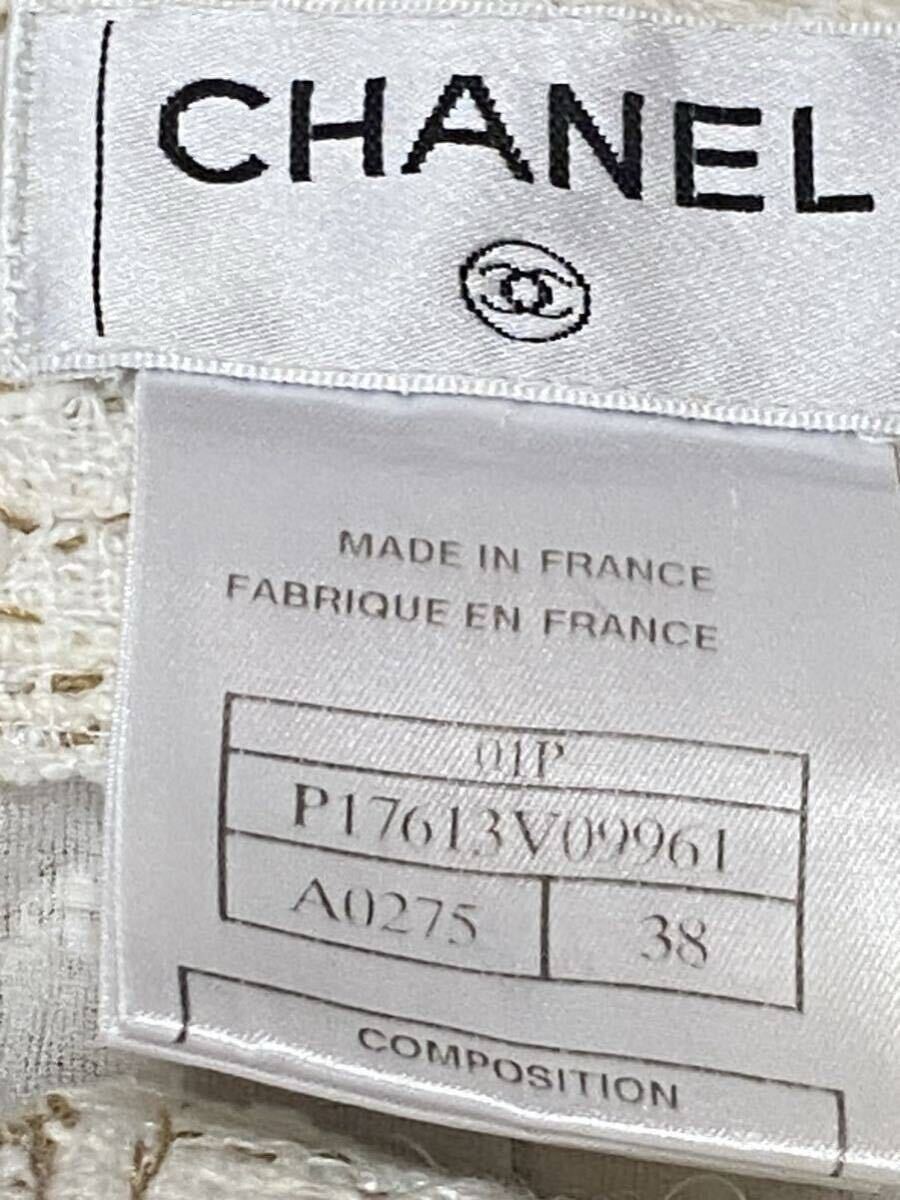 CHANEL
MADE IN FRANCE
FABRIQUE EN FRANCE
01P
P17613V09961
A0275 38
COMPOSITION